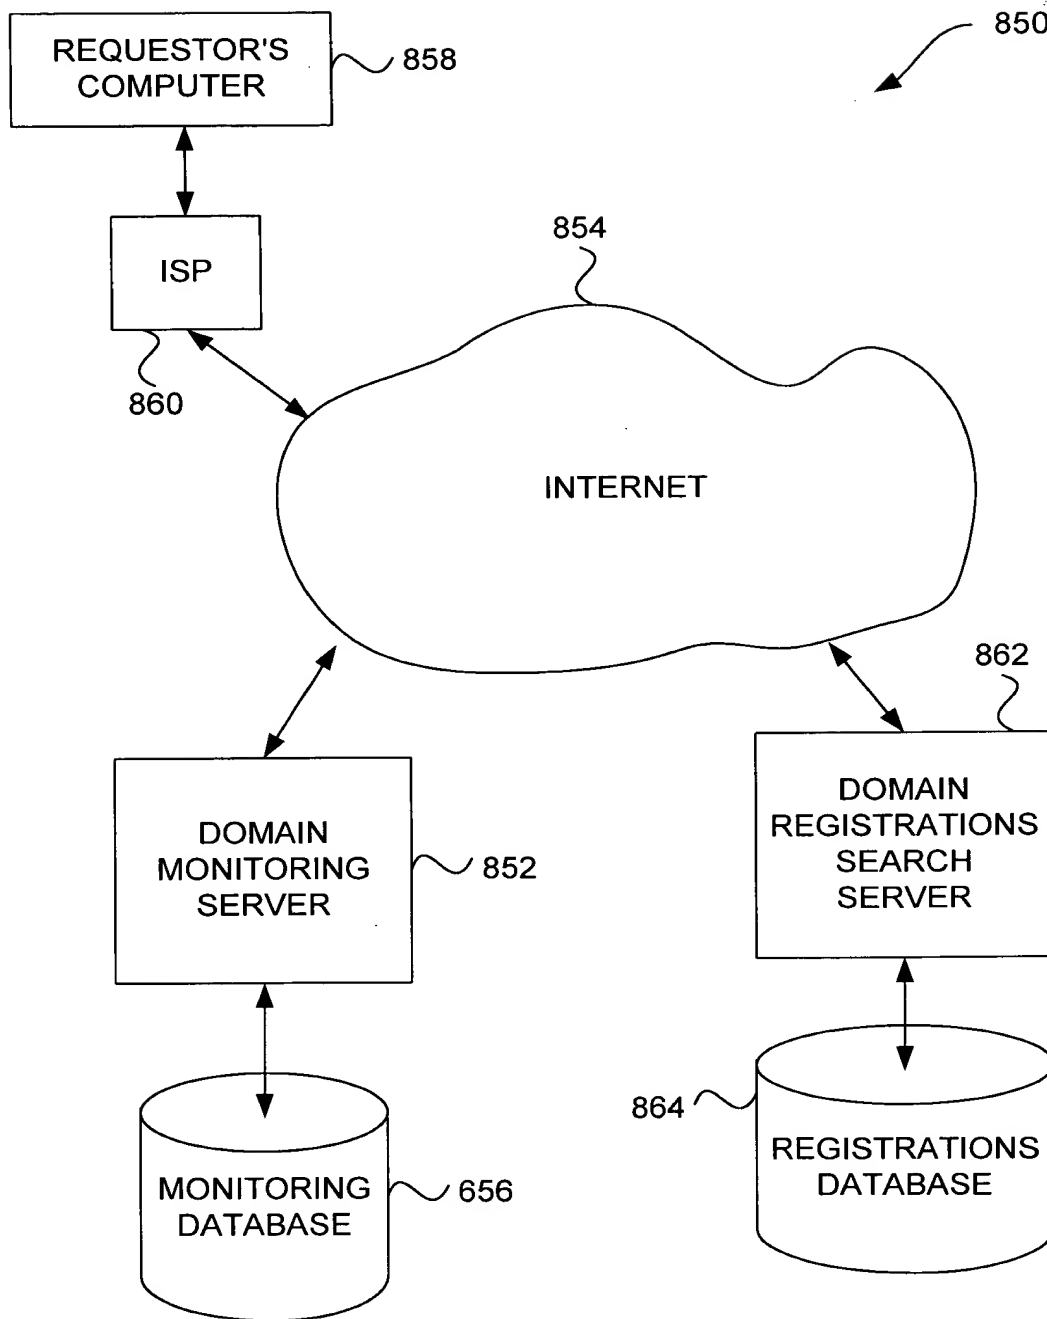 850
REQUESTOR'S
COMPUTER
858
ISP
860
854
INTERNET
862
DOMAIN
MONITORING
SERVER
852
DOMAIN
REGISTRATIONS
SEARCH
SERVER
MONITORING
DATABASE
656
864
REGISTRATIONS
DATABASE